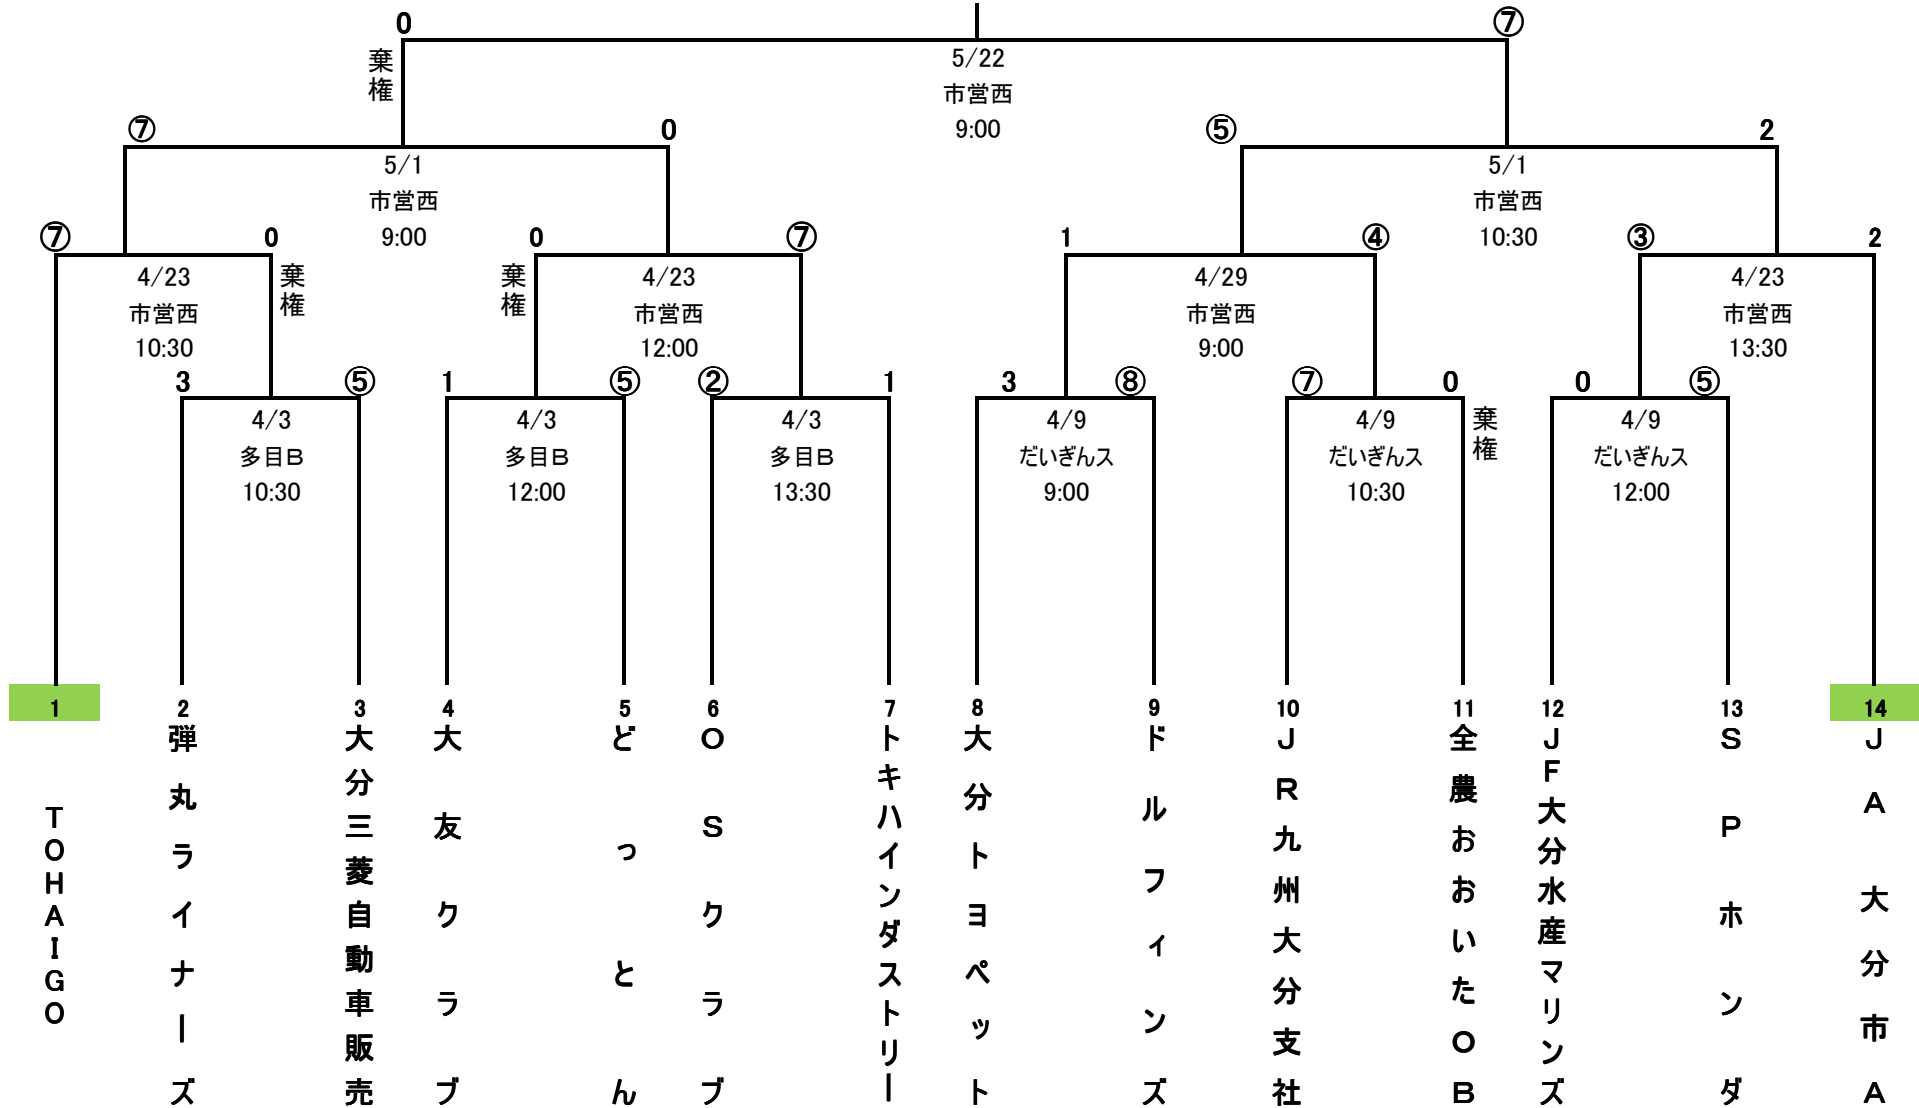 0 ⑦
棄権
5/22
市営西
9:00
⑦ 0
5/1
市営西
9:00
⑤ 2
5/1
市営西
10:30
⑦ 0
棄権
4/23
市営西
10:30
0 ⑦
棄権
4/23
市営西
12:00
1 ④
4/29
市営西
9:00
③ 2
4/23
市営西
13:30
3 ⑤
4/3
多目B
10:30
1 ⑤
4/3
多目B
12:00
② 1
4/3
多目B
13:30
3 ⑧
4/9
だいぎんス
9:00
⑦ 0
棄権
4/9
だいぎんス
10:30
0 ⑤
4/9
だいぎんス
12:00
1
TOHAIGO
2
弾丸ライナーズ
3
大分三菱自動車販売
4
大友クラブ
5
どっとん
6
OSクラブ
7
トキハインダストリー
8
大分トヨペット
9
ドルフィンズ
10
JR九州大分支社
11
全農おおいたOB
12
JF大分水産マリンズ
13
SPホンダ
14
JA大分市A